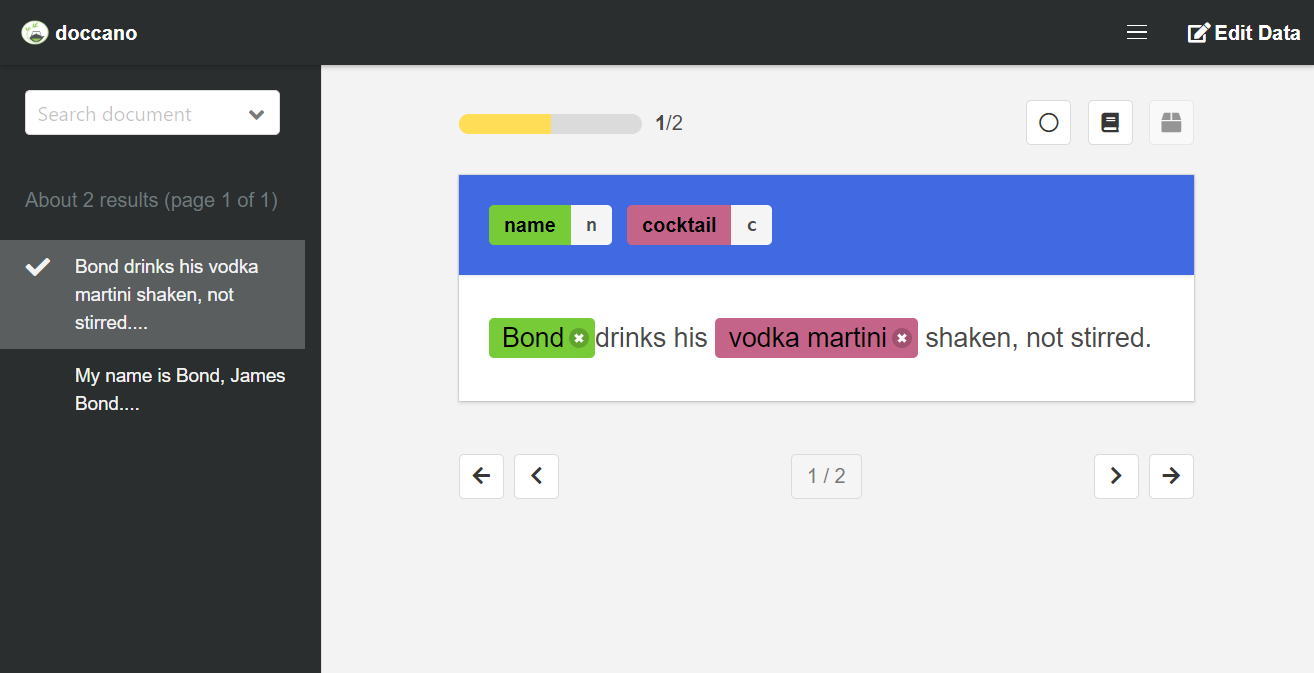 doccano
Edit Data
Search document
About 2 results (page 1 of 1)
Bond drinks his vodka
martini shaken, not
stirred....
My name is Bond, James
Bond....
1/2
name n cocktail c
Bond drinks his vodka martini shaken, not stirred.
1 / 2